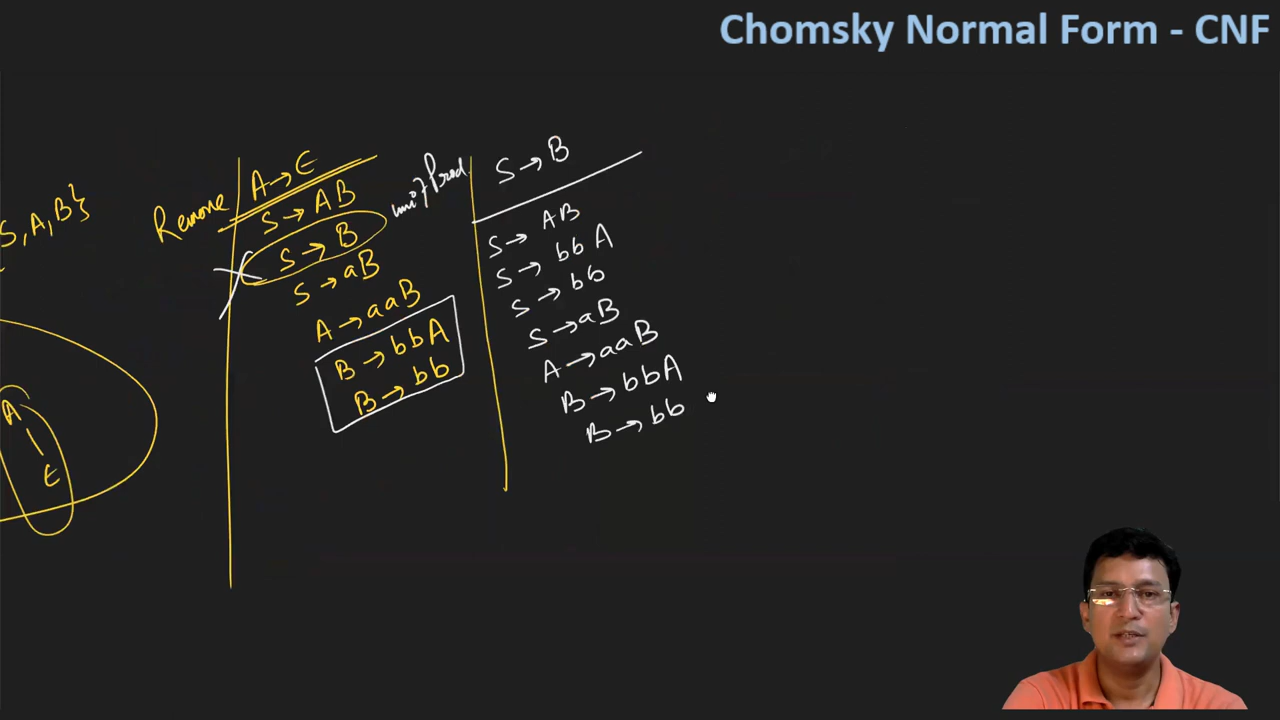 Chomsky Normal Form - CNF
S, A, B}
A
E
Remove A → E
S → AB
S → B
unit Prod.
S → aB
A → aaB
B → bbA
B → bb
S → B
S → AB
S → bbA
S → bb
S → aB
A → aaB
B → bbA
B → bb